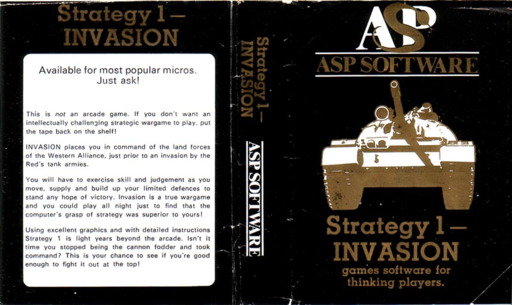 Strategy 1—
INVASION
Available for most popular micros.
Just ask!
This is not an arcade game. If you don't want an
intellectually challenging strategic wargame to play, put
the tape back on the shelf!
INVASION places you in command of the land forces
of the Western Alliance, just prior to an invasion by the
Red's tank armies.
You will have to exercise skill and judgement as you
move, supply and build up your limited defences to
stand any hope of victory. Invasion is a true wargame
and you could play all night just to find that the
computer's grasp of strategy was superior to yours!
Using excellent graphics and with detailed instructions
Strategy 1 is light years beyond the arcade. Isn't it
time you stopped being the cannon fodder and took
command? This is your chance to see if you're good
enough to fight it out at the top!
Strategy 1—
INVASION
ASP SOFTWARE
ASP
ASP SOFTWARE
Strategy 1—
INVASION
games software for
thinking players.